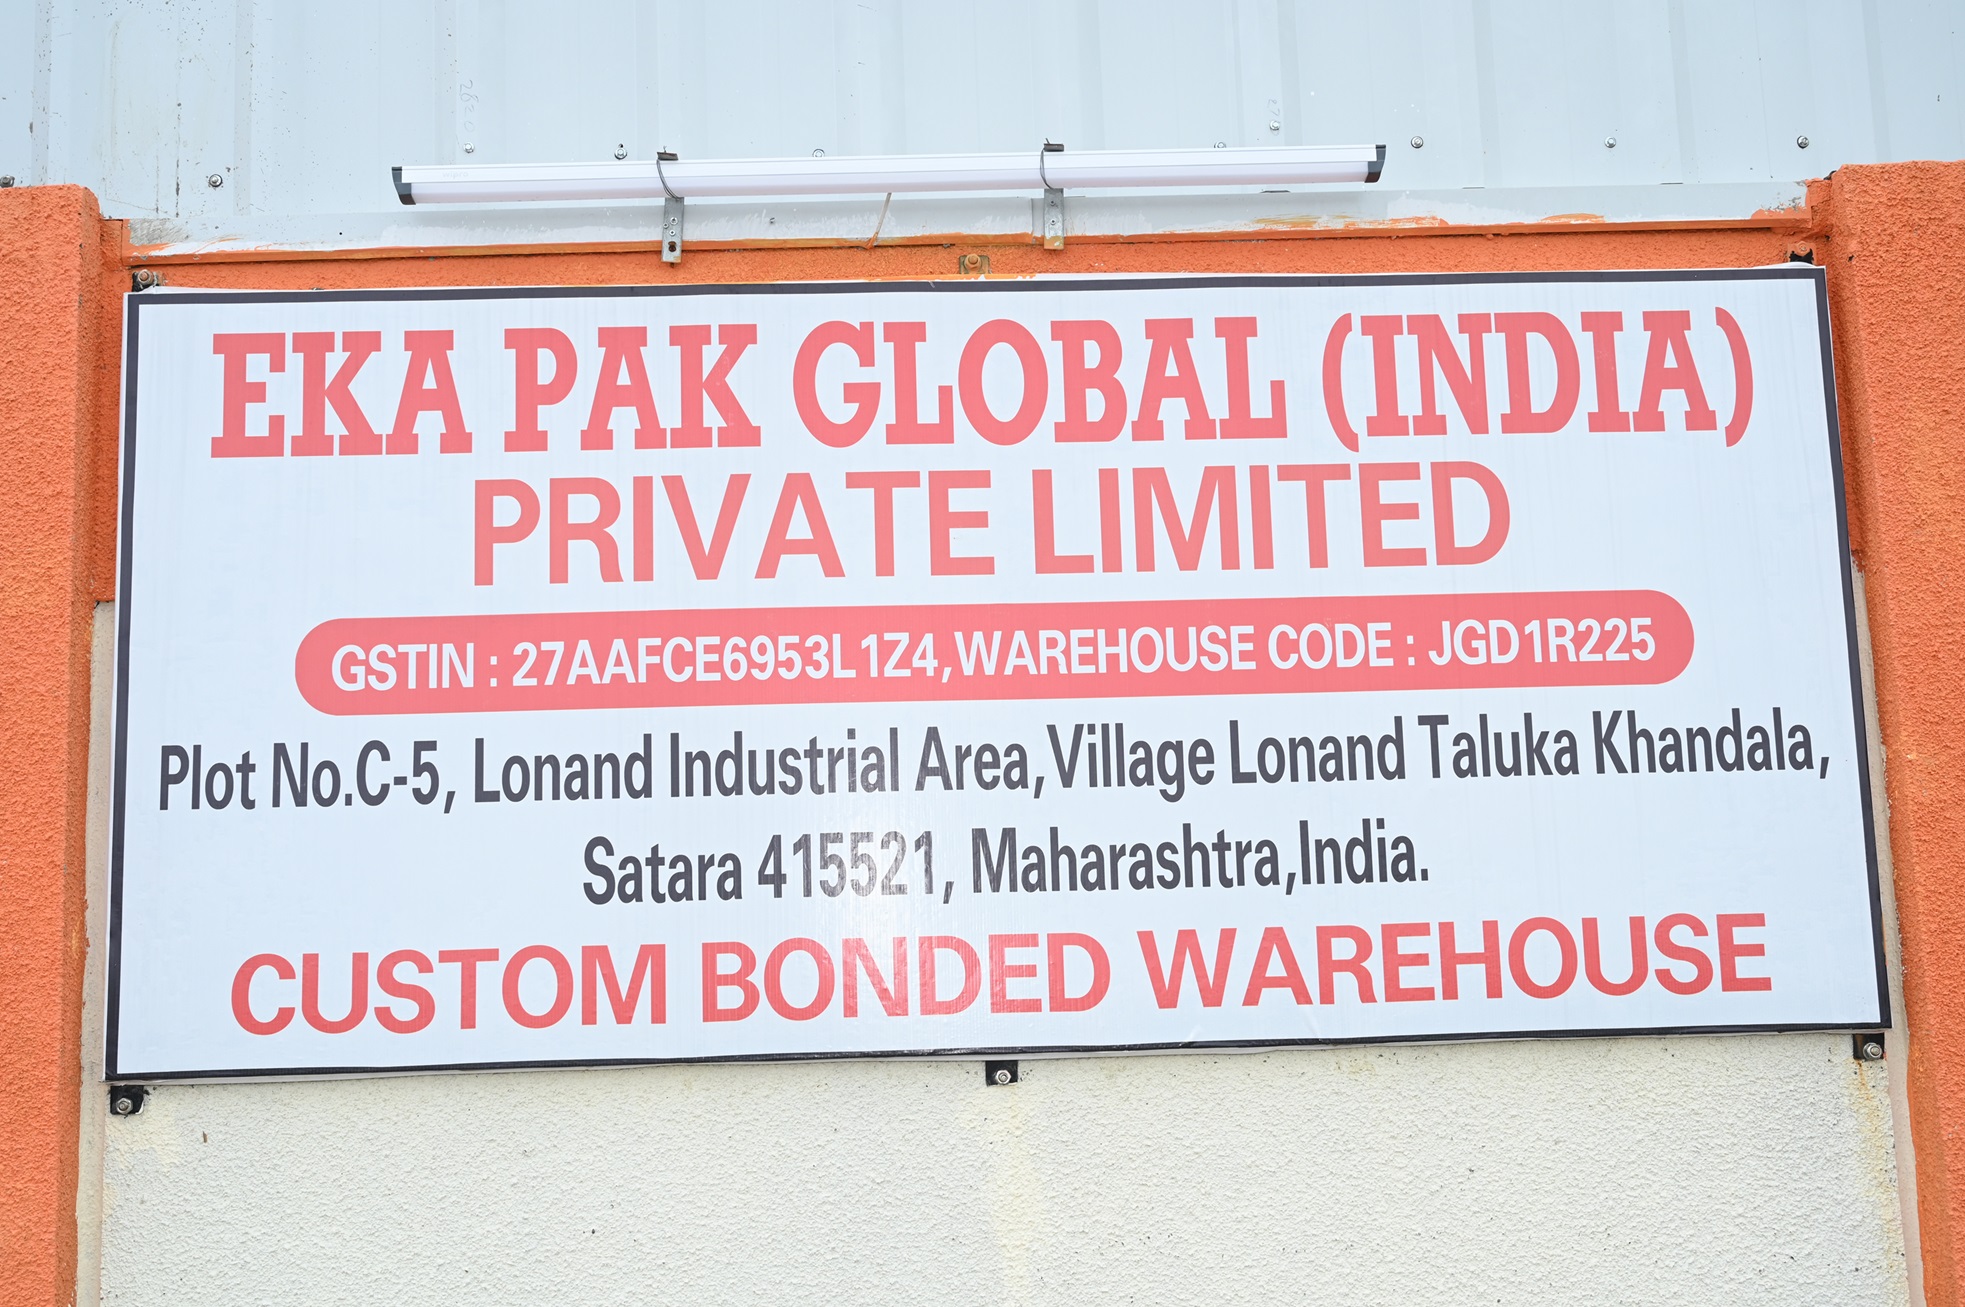 EKA PAK GLOBAL (INDIA)
PRIVATE LIMITED
GSTIN : 27AAFCE6953L1Z4,WAREHOUSE CODE : JGD1R225
Plot No.C-5, Lonand Industrial Area,Village Lonand Taluka Khandala,
Satara 415521, Maharashtra,India.
CUSTOM BONDED WAREHOUSE